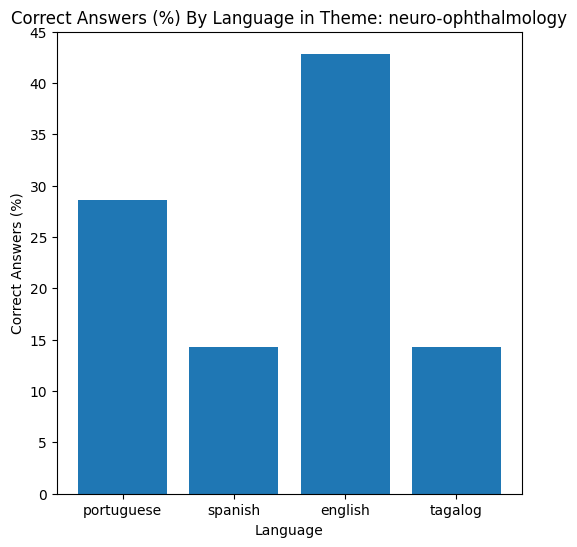 Correct Answers (%) By Language in Theme: neuro-ophthalmology
45
40
35
30
25
20
15
10
5
0
Correct Answers (%)
portuguese spanish english tagalog
Language